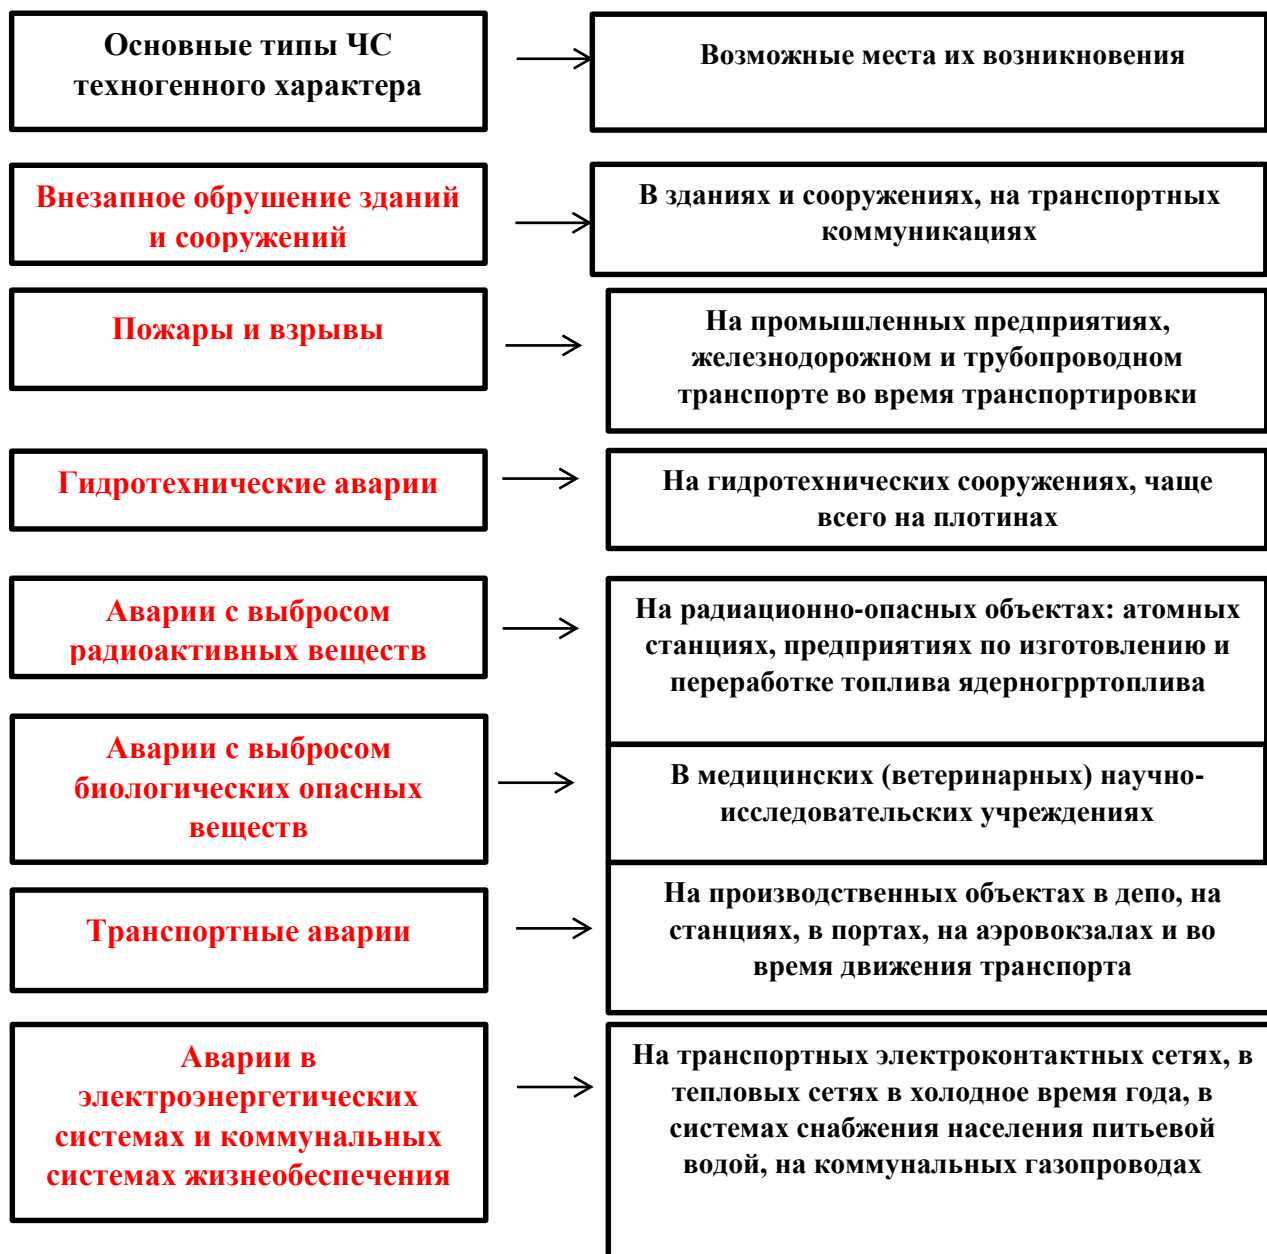 Основные типы ЧС
техногенного характера
Возможные места их возникновения
Внезапное обрушение зданий
и сооружений
В зданиях и сооружениях, на транспортных
коммуникациях
Пожары и взрывы
На промышленных предприятиях,
железнодорожном и трубопроводном
транспорте во время транспортировки
Гидротехнические аварии
На гидротехнических сооружениях, чаще
всего на плотинах
Аварии с выбросом
радиоактивных веществ
На радиационно-опасных объектах: атомных
станциях, предприятиях по изготовлению и
переработке топлива ядерногрртоплива
Аварии с выбросом
биологических опасных
веществ
В медицинских (ветеринарных) научно-
исследовательских учреждениях
Транспортные аварии
На производственных объектах в депо, на
станциях, в портах, на аэровокзалах и во
время движения транспорта
Аварии в
электроэнергетических
системах и коммунальных
системах жизнеобеспечения
На транспортных электроконтактных сетях, в
тепловых сетях в холодное время года, в
системах снабжения населения питьевой
водой, на коммунальных газопроводах